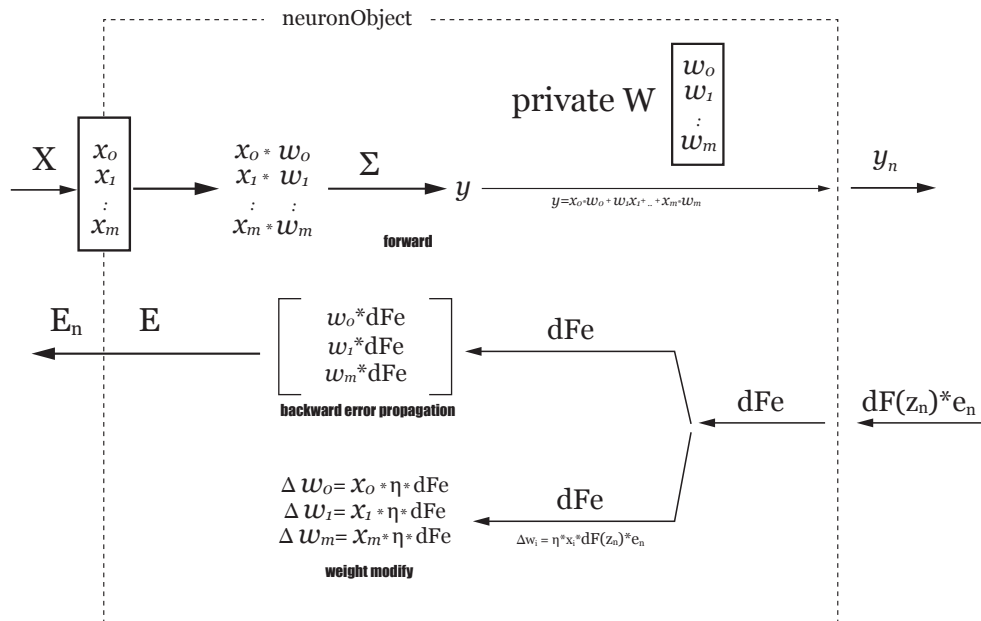 neuronObject
private W
w₀
w₁
:
wₘ
X
x₀
x₁
:
xₘ
x₀ * w₀
x₁ * w₁
: :
xₘ * wₘ
Σ
y
y=x₀*w₀+w₁x₁+..+xₘ*wₘ
yₙ
forward
Eₙ
E
w₀*dFe
w₁*dFe
wₘ*dFe
backward error propagation
dFe
dFe
dF(zₙ)*eₙ
Δ w₀= x₀ * η* dFe
Δ w₁= x₁ * η* dFe
Δ wₘ= xₘ* η* dFe
weight modify
dFe
Δwᵢ = η*xᵢ*dF(zₙ)*eₙ